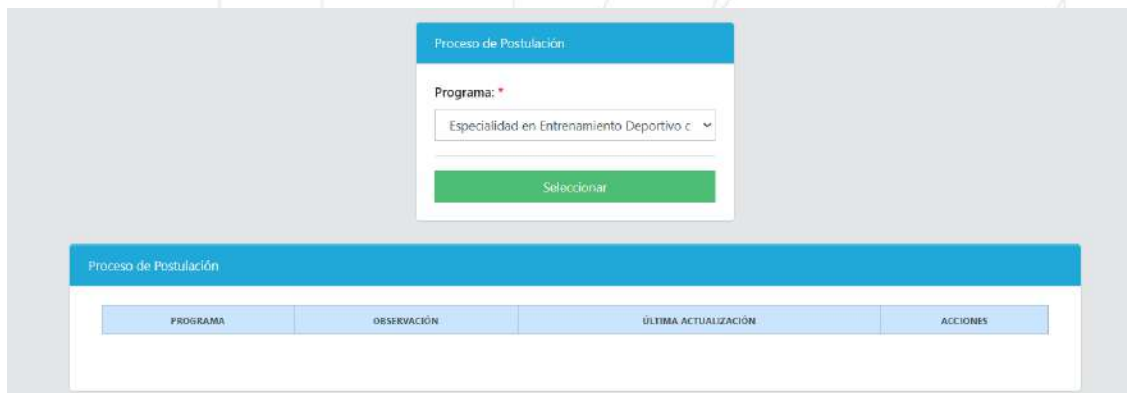 Proceso de Postulación
Programa: *
Especialidad en Entrenamiento Deportivo c
Seleccionar
Proceso de Postulación
PROGRAMA OBSERVACIÓN ÚLTIMA ACTUALIZACIÓN ACCIONES